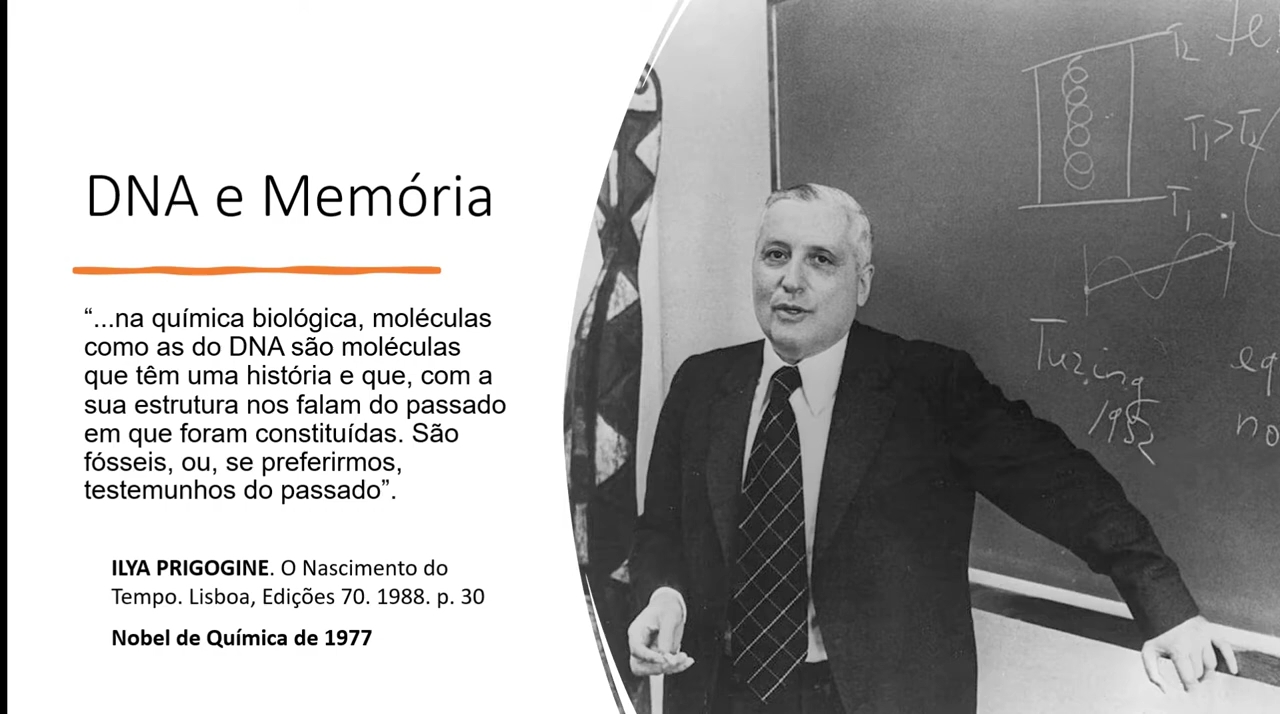 DNA e Memória
“...na química biológica, moléculas
como as do DNA são moléculas
que têm uma história e que, com a
sua estrutura nos falam do passado
em que foram constituídas. São
fósseis, ou, se preferirmos,
testemunhos do passado”.
ILYA PRIGOGINE. O Nascimento do
Tempo. Lisboa, Edições 70. 1988. p. 30
Nobel de Química de 1977
T₂
T₁>T₂
T₁
Turing
1952